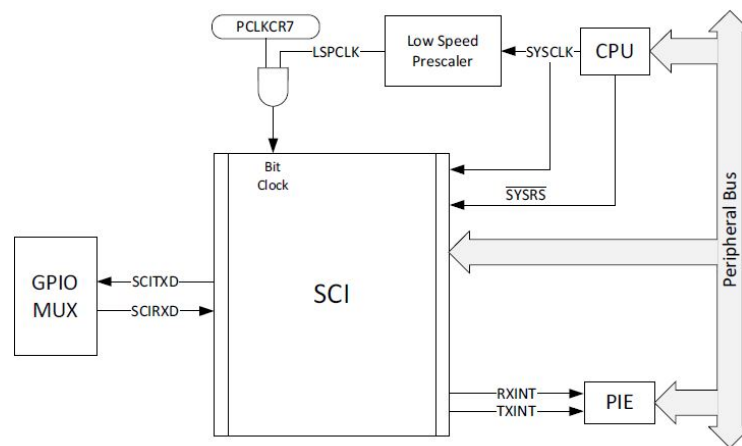 PCLKCR7
LSPCLK
Low Speed
Prescaler
SYSCLK
CPU
Bit
Clock
SYSRS
Peripheral Bus
GPIO
MUX
SCITXD
SCIRXD
SCI
RXINT
TXINT
PIE